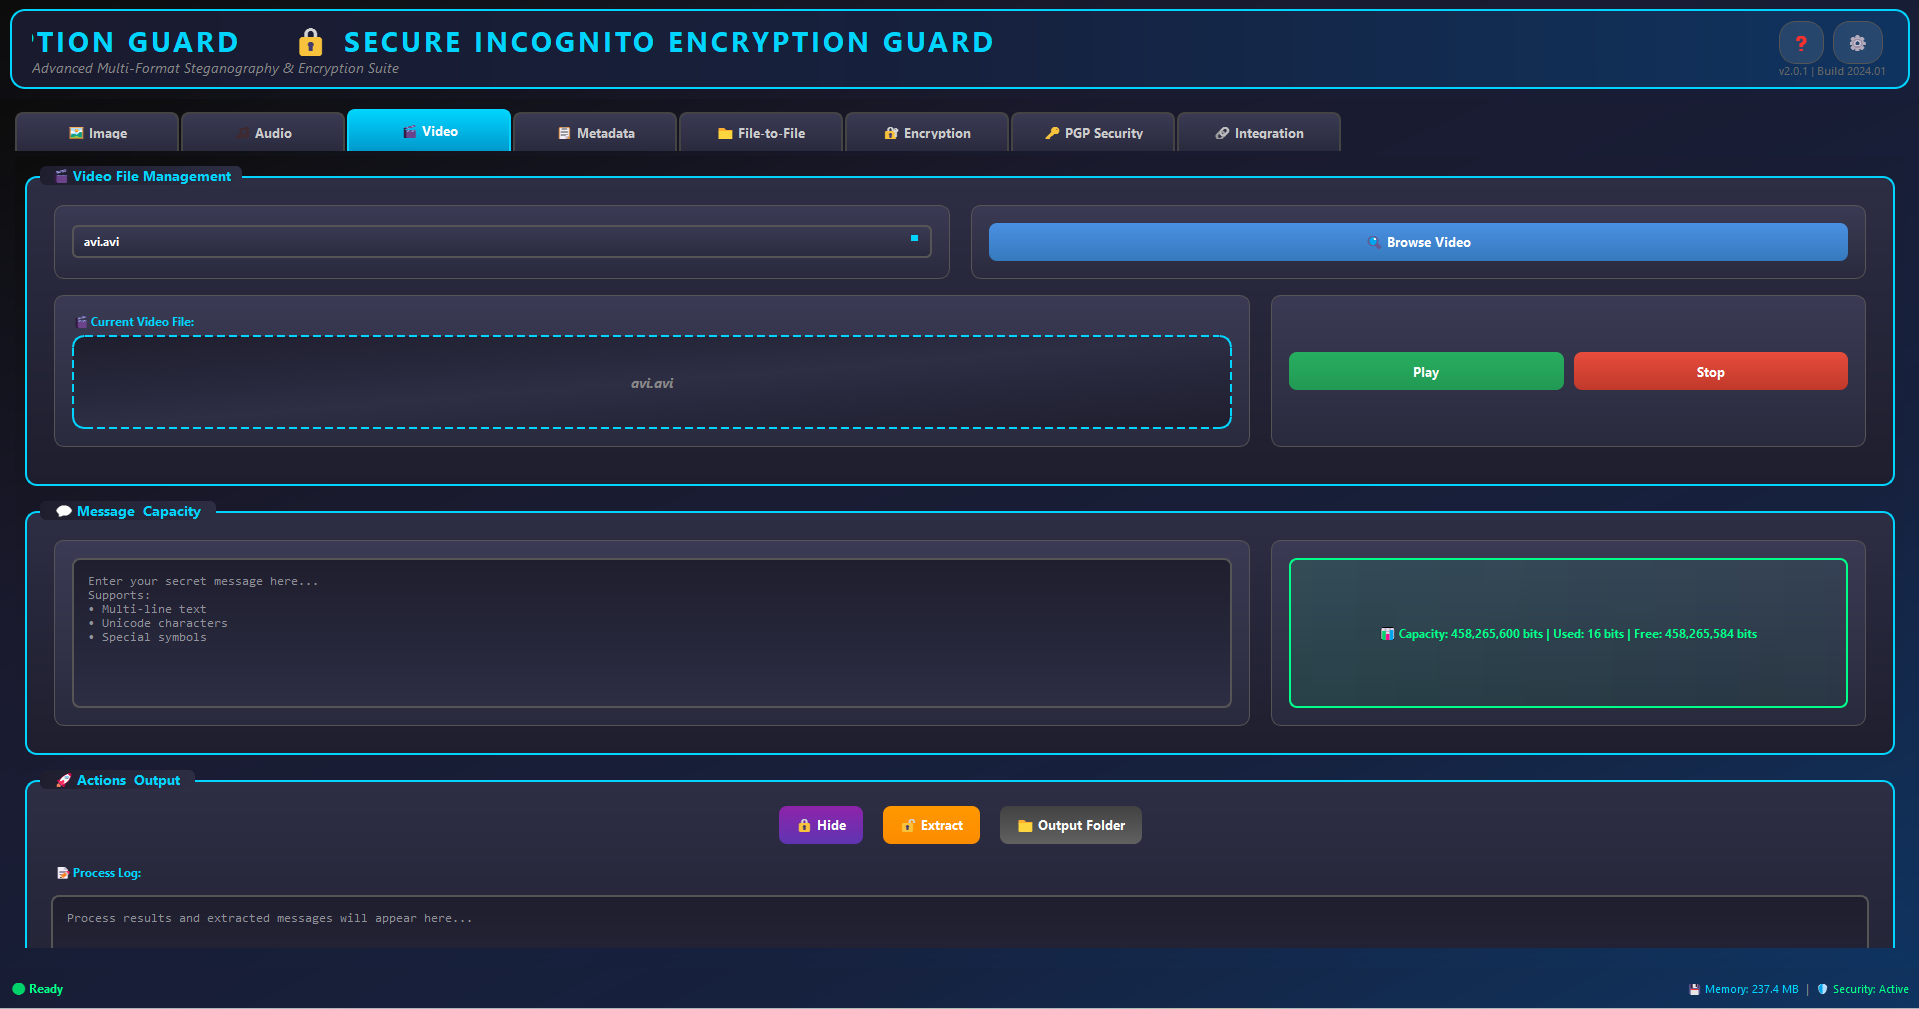 TION GUARD SECURE INCOGNITO ENCRYPTION GUARD
Advanced Multi-Format Steganography & Encryption Suite
v2.0.1 | Build 2024.01
Image Audio Video Metadata File-to-File Encryption PGP Security Integration
Video File Management
avi.avi
Browse Video
Current Video File:
avi.avi
Play Stop
Message Capacity
Enter your secret message here...
Supports:
• Multi-line text
• Unicode characters
• Special symbols
Capacity: 458,265,600 bits | Used: 16 bits | Free: 458,265,584 bits
Actions Output
Hide Extract Output Folder
Process Log:
Process results and extracted messages will appear here...
Ready
Memory: 237.4 MB | Security: Active